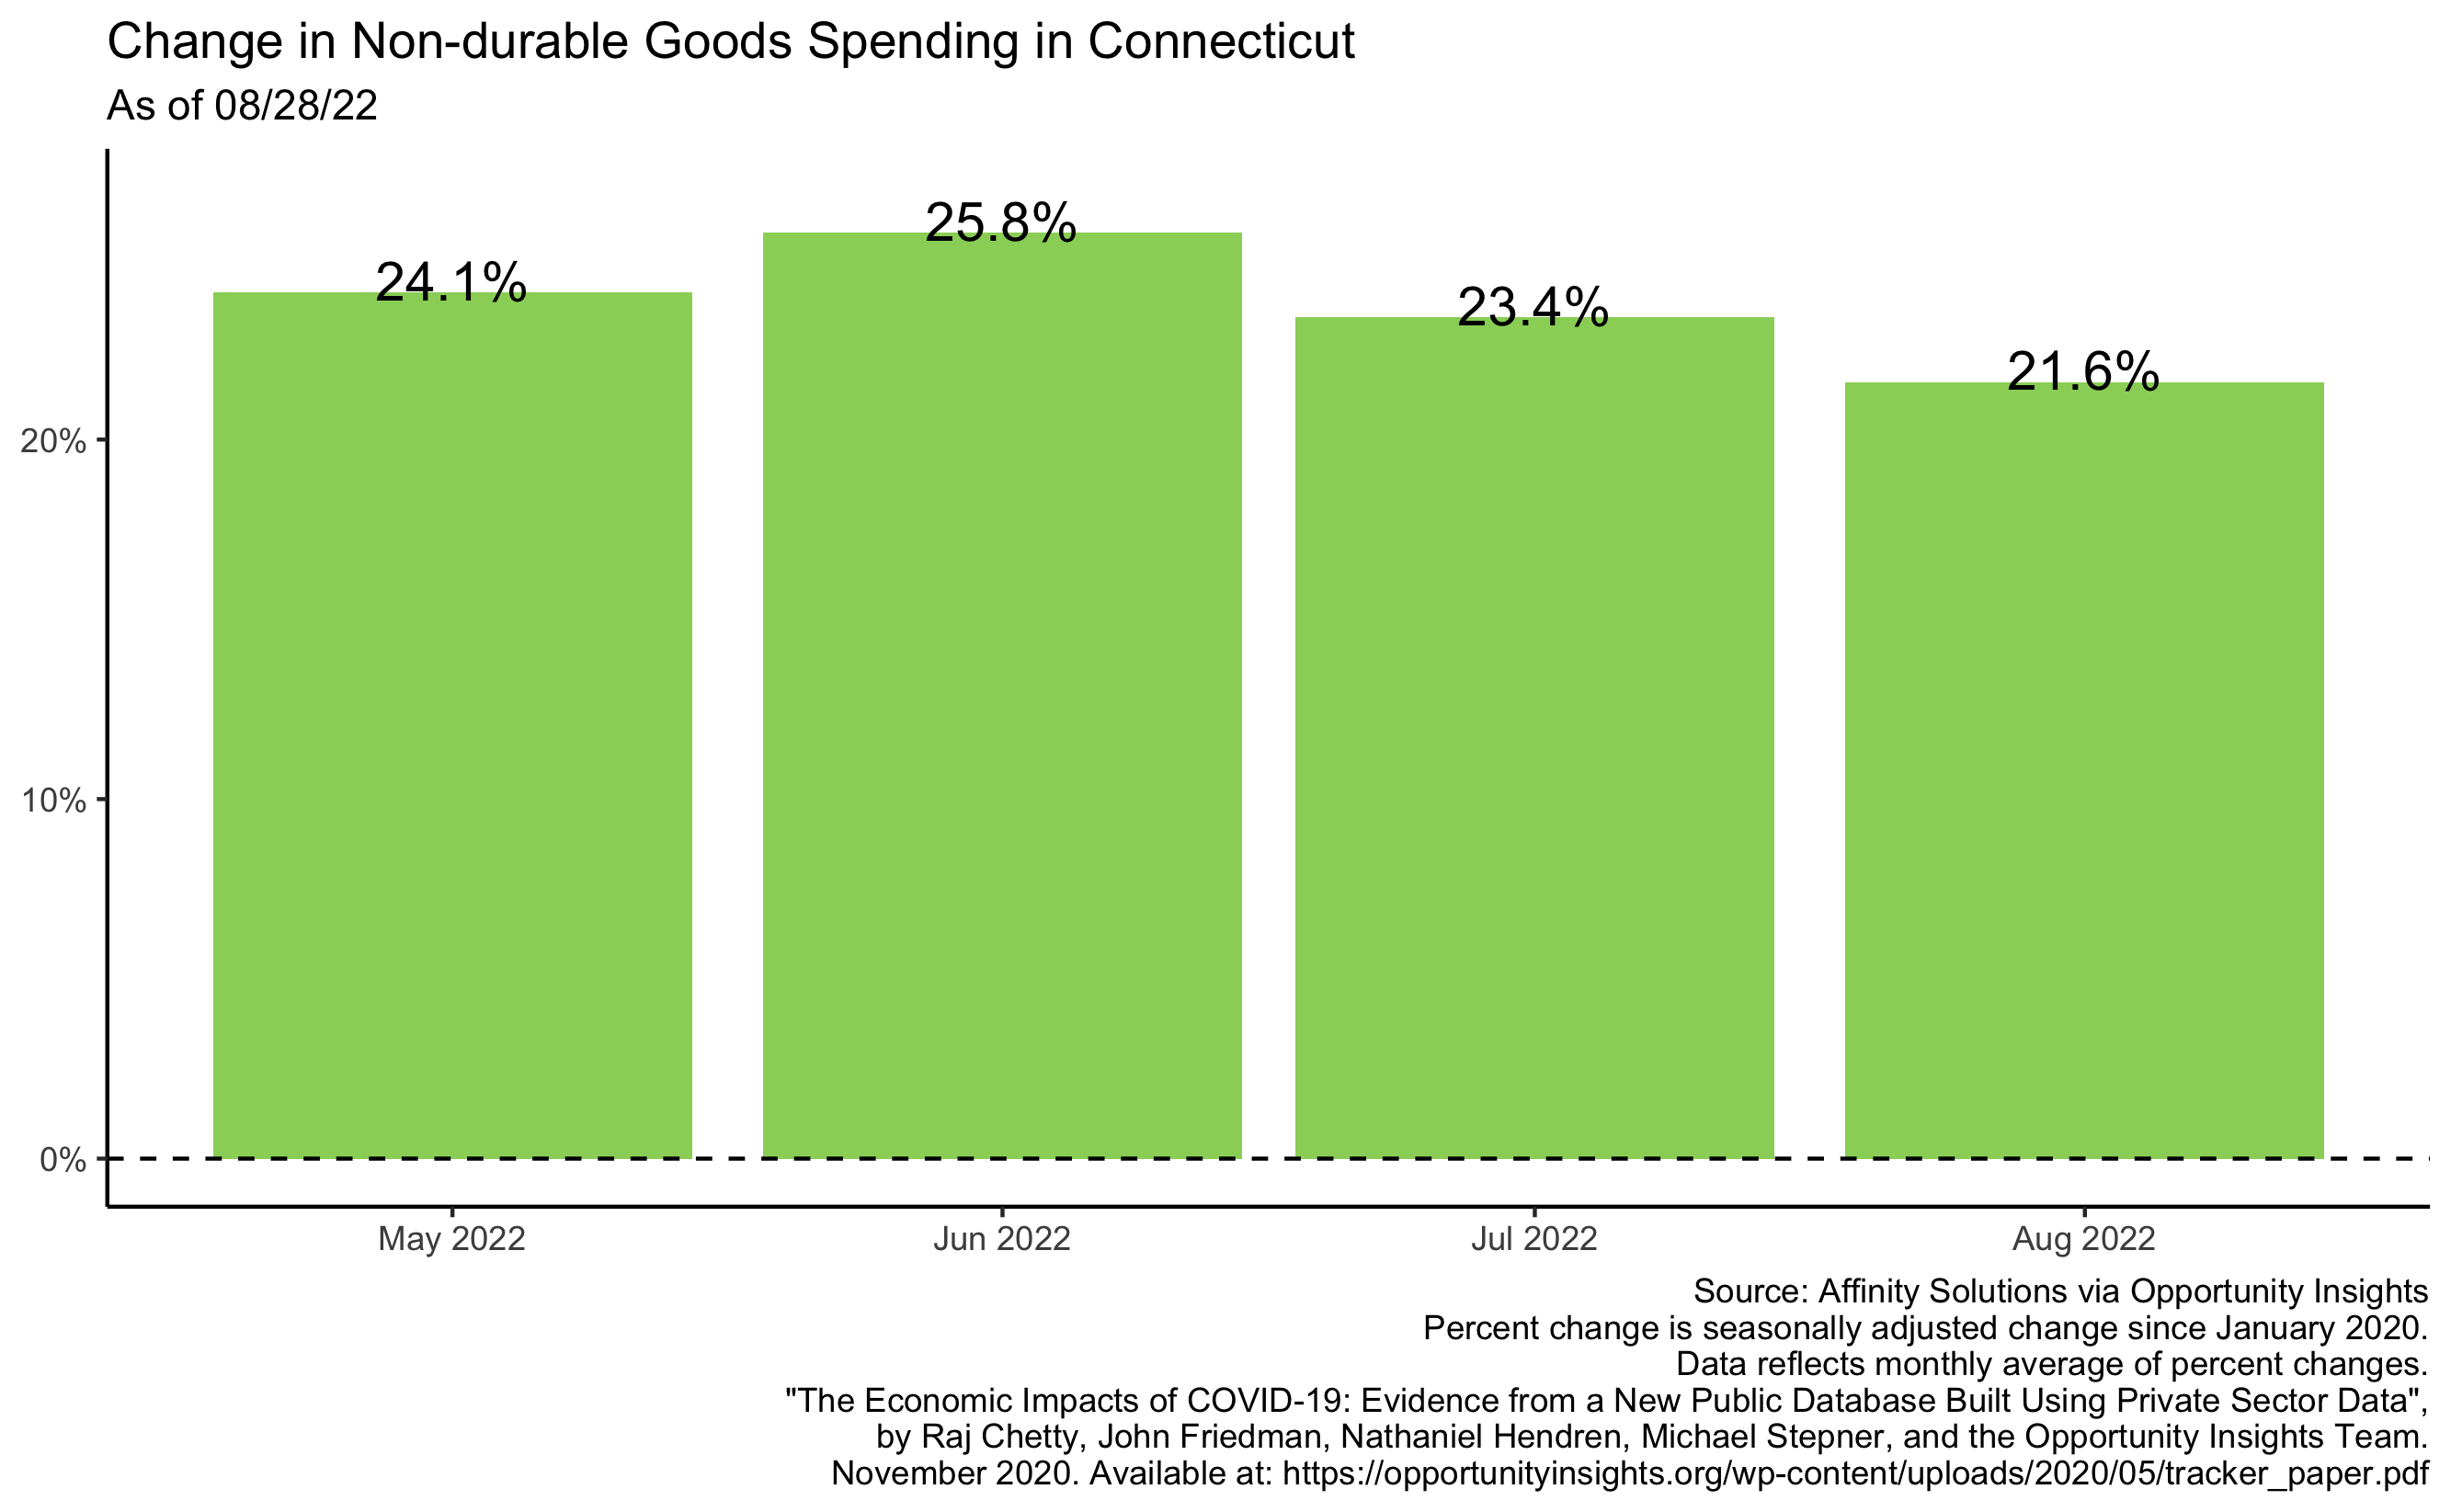 Change in Non-durable Goods Spending in Connecticut
As of 08/28/22
24.1%
25.8%
23.4%
21.6%
20%
10%
0%
May 2022
Jun 2022
Jul 2022
Aug 2022
Source: Affinity Solutions via Opportunity Insights
Percent change is seasonally adjusted change since January 2020.
Data reflects monthly average of percent changes.
"The Economic Impacts of COVID-19: Evidence from a New Public Database Built Using Private Sector Data",
by Raj Chetty, John Friedman, Nathaniel Hendren, Michael Stepner, and the Opportunity Insights Team.
November 2020. Available at: https://opportunityinsights.org/wp-content/uploads/2020/05/tracker_paper.pdf